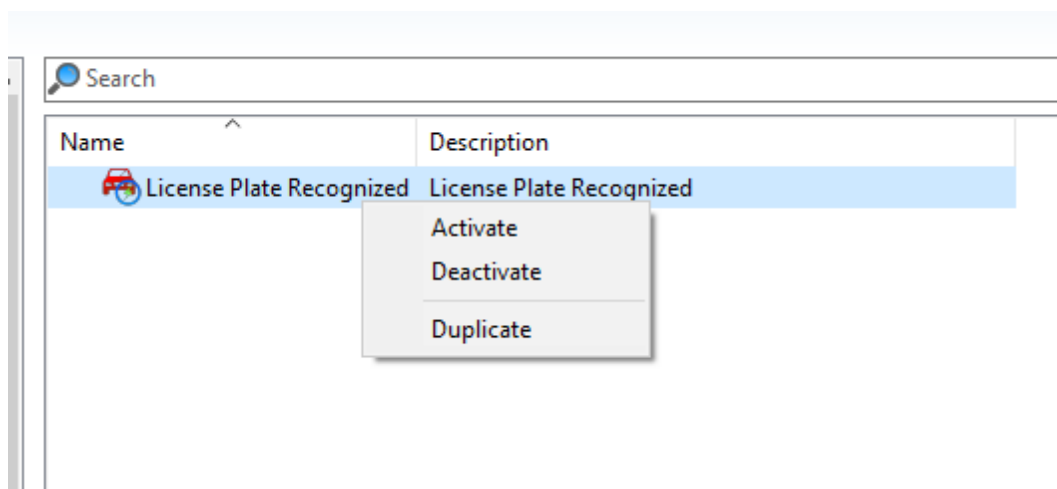 Search
Name Description
License Plate Recognized License Plate Recognized
Activate
Deactivate
Duplicate